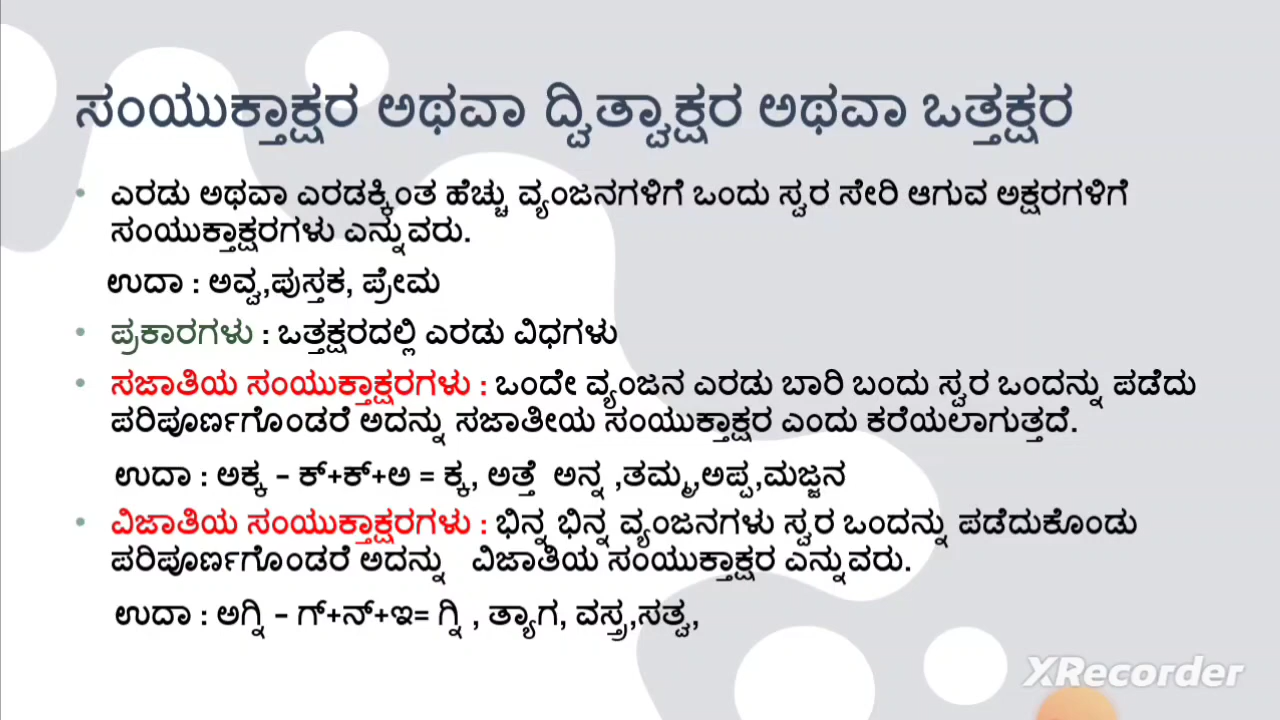 ಸಂಯುಕ್ತಾಕ್ಷರ ಅಥವಾ ದ್ವಿತ್ವಾಕ್ಷರ ಅಥವಾ ಒತ್ತಕ್ಷರ
• ಎರಡು ಅಥವಾ ಎರಡಕ್ಕಿಂತ ಹೆಚ್ಚು ವ್ಯಂಜನಗಳಿಗೆ ಒಂದು ಸ್ವರ ಸೇರಿ ಆಗುವ ಅಕ್ಷರಗಳಿಗೆ
ಸಂಯುಕ್ತಾಕ್ಷರಗಳು ಎನ್ನುವರು.
ಉದಾ : ಅವ್ವ,ಪುಸ್ತಕ, ಪ್ರೇಮ
• ಪ್ರಕಾರಗಳು : ಒತ್ತಕ್ಷರದಲ್ಲಿ ಎರಡು ವಿಧಗಳು
• ಸಜಾತಿಯ ಸಂಯುಕ್ತಾಕ್ಷರಗಳು : ಒಂದೇ ವ್ಯಂಜನ ಎರಡು ಬಾರಿ ಬಂದು ಸ್ವರ ಒಂದನ್ನು ಪಡೆದು
ಪರಿಪೂರ್ಣಗೊಂಡರೆ ಅದನ್ನು ಸಜಾತೀಯ ಸಂಯುಕ್ತಾಕ್ಷರ ಎಂದು ಕರೆಯಲಾಗುತ್ತದೆ.
ಉದಾ : ಅಕ್ಕ – ಕ್+ಕ್+ಅ = ಕ್ಕ, ಅತ್ತೆ ಅನ್ನ ,ತಮ್ಮ,ಅಪ್ಪ,ಮಜ್ಜನ
• ವಿಜಾತಿಯ ಸಂಯುಕ್ತಾಕ್ಷರಗಳು : ಭಿನ್ನ ಭಿನ್ನ ವ್ಯಂಜನಗಳು ಸ್ವರ ಒಂದನ್ನು ಪಡೆದುಕೊಂಡು
ಪರಿಪೂರ್ಣಗೊಂಡರೆ ಅದನ್ನು ವಿಜಾತಿಯ ಸಂಯುಕ್ತಾಕ್ಷರ ಎನ್ನುವರು.
ಉದಾ : ಅಗ್ನಿ – ಗ್+ನ್+ಇ= ಗ್ನಿ , ತ್ಯಾಗ, ವಸ್ತ್ರ,ಸತ್ವ,
XRecorder